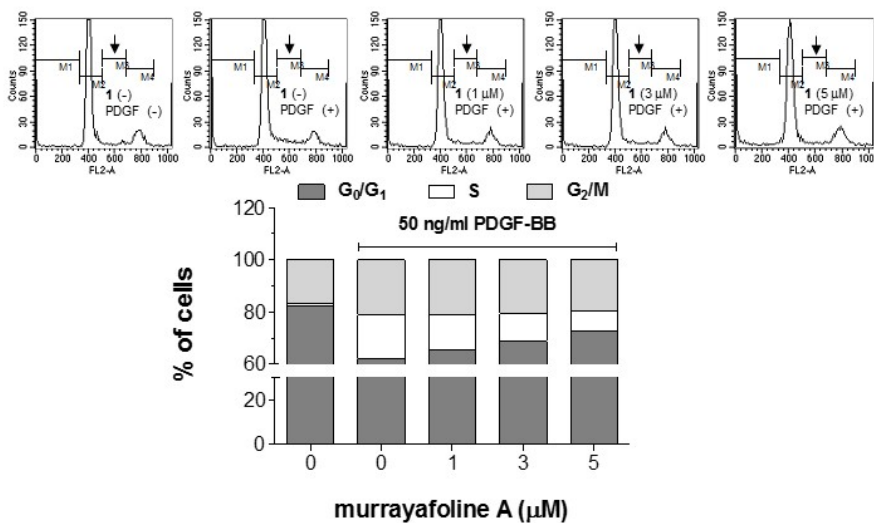 150
120
90
60
30
0
Counts
M1
M2
M3
M4
1 (-)
PDGF (-)
0 200 400 600 800 1000
FL2-A
150
120
90
60
30
0
Counts
M1
M2
M3
M4
1 (-)
PDGF (+)
0 200 400 600 800 1000
FL2-A
150
120
90
60
30
0
Counts
M1
M2
M3
M4
1 (1 μM)
PDGF (+)
0 200 400 600 800 1000
FL2-A
150
120
90
60
30
0
Counts
M1
M2
M3
M4
1 (3 μM)
PDGF (+)
0 200 400 600 800 1000
FL2-A
150
120
90
60
30
0
Counts
M1
M2
M3
M4
1 (5 μM)
PDGF (+)
0 200 400 600 800 1000
FL2-A
G₀/G₁ S G₂/M
50 ng/ml PDGF-BB
120
100
80
60
20
0
% of cells
0 0 1 3 5
murrayafoline A (μM)